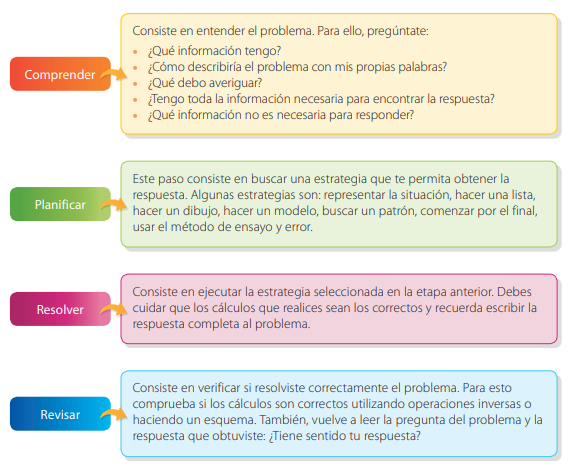 Comprender
Consiste en entender el problema. Para ello, pregúntate:
• ¿Qué información tengo?
• ¿Cómo describiría el problema con mis propias palabras?
• ¿Qué debo averiguar?
• ¿Tengo toda la información necesaria para encontrar la respuesta?
• ¿Qué información no es necesaria para responder?
Planificar
Este paso consiste en buscar una estrategia que te permita obtener la
respuesta. Algunas estrategias son: representar la situación, hacer una lista,
hacer un dibujo, hacer un modelo, buscar un patrón, comenzar por el final,
usar el método de ensayo y error.
Resolver
Consiste en ejecutar la estrategia seleccionada en la etapa anterior. Debes
cuidar que los cálculos que realices sean los correctos y recuerda escribir la
respuesta completa al problema.
Revisar
Consiste en verificar si resolviste correctamente el problema. Para esto
comprueba si los cálculos son correctos utilizando operaciones inversas o
haciendo un esquema. También, vuelve a leer la pregunta del problema y la
respuesta que obtuviste: ¿Tiene sentido tu respuesta?